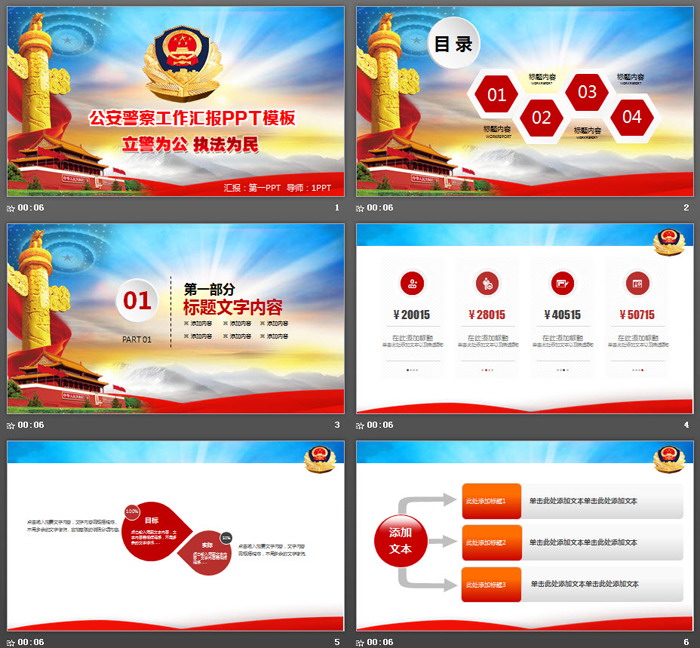 公安警察工作汇报PPT模板
立警为公 执法为民
汇报：第一PPT 导师：1PPT
00:06
1
目录
01
标题内容
02
标题内容
03
标题内容
04
标题内容
00:06
2
01
PART 01
第一部分
标题文字内容
添加内容 添加内容 添加内容
添加内容 添加内容 添加内容
00:06
3
¥20015
在此添加标题
¥28015
在此添加标题
¥40515
在此添加标题
¥50715
在此添加标题
00:06
4
100%
目标
00:06
5
添加
文本
此处添加标题1
单击此处添加文本单击此处添加文本
此处添加标题2
单击此处添加文本单击此处添加文本
此处添加标题3
单击此处添加文本单击此处添加文本
00:06
6